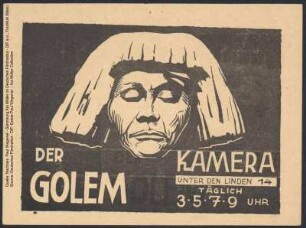 DER
GOLEM
KAMERA
UNTER DEN LINDEN 14
TÄGLICH
3·5·7·9 UHR